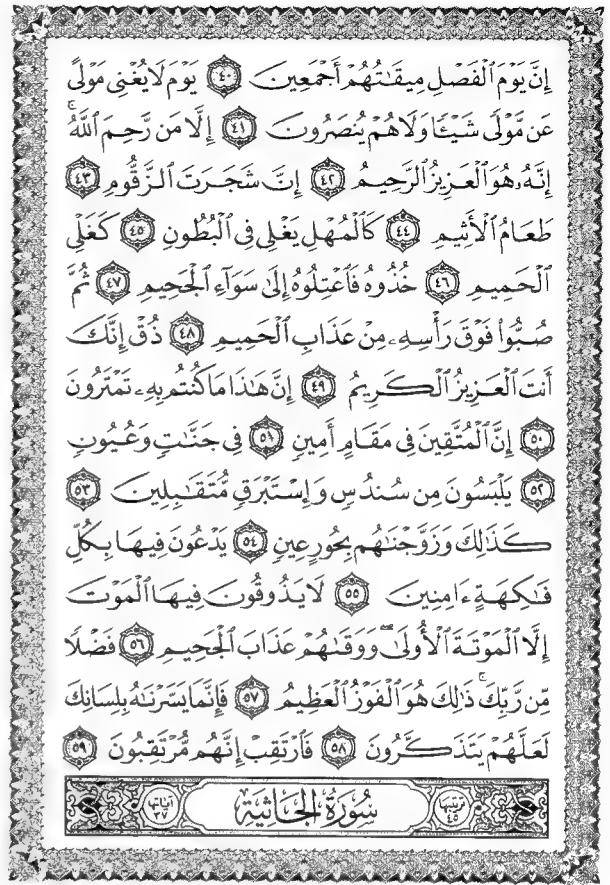 إِنَّ يَوْمَ ٱلْفَصْلِ مِيقَٰتُهُمْ أَجْمَعِينَ ٤٠ يَوْمَ لَا يُغْنِى مَوْلًى
عَن مَّوْلًى شَيْـًٔا وَلَا هُمْ يُنصَرُونَ ٤١ إِلَّا مَن رَّحِمَ ٱللَّهُ ۚ
إِنَّهُۥ هُوَ ٱلْعَزِيزُ ٱلرَّحِيمُ ٤٢ إِنَّ شَجَرَتَ ٱلزَّقُّومِ ٤٣
طَعَامُ ٱلْأَثِيمِ ٤٤ كَٱلْمُهْلِ يَغْلِى فِى ٱلْبُطُونِ ٤٥ كَغَلْىِ
ٱلْحَمِيمِ ٤٦ خُذُوهُ فَٱعْتِلُوهُ إِلَىٰ سَوَآءِ ٱلْجَحِيمِ ٤٧ ثُمَّ
صُبُّوا۟ فَوْقَ رَأْسِهِۦ مِنْ عَذَابِ ٱلْحَمِيمِ ٤٨ ذُقْ إِنَّكَ
أَنتَ ٱلْعَزِيزُ ٱلْكَرِيمُ ٤٩ إِنَّ هَٰذَا مَا كُنتُم بِهِۦ تَمْتَرُونَ
٥٠ إِنَّ ٱلْمُتَّقِينَ فِى مَقَامٍ أَمِينٍ ٥١ فِى جَنَّٰتٍ وَعُيُونٍ
٥٢ يَلْبَسُونَ مِن سُندُسٍ وَإِسْتَبْرَقٍ مُّتَقَٰبِلِينَ ٥٣
كَذَٰلِكَ وَزَوَّجْنَٰهُم بِحُورٍ عِينٍ ٥٤ يَدْعُونَ فِيهَا بِكُلِّ
فَٰكِهَةٍ ءَامِنِينَ ٥٥ لَا يَذُوقُونَ فِيهَا ٱلْمَوْتَ
إِلَّا ٱلْمَوْتَةَ ٱلْأُولَىٰ ۖ وَوَقَىٰهُمْ عَذَابَ ٱلْجَحِيمِ ٥٦ فَضْلًا
مِّن رَّبِّكَ ۚ ذَٰلِكَ هُوَ ٱلْفَوْزُ ٱلْعَظِيمُ ٥٧ فَإِنَّمَا يَسَّرْنَٰهُ بِلِسَانِكَ
لَعَلَّهُمْ يَتَذَكَّرُونَ ٥٨ فَٱرْتَقِبْ إِنَّهُم مُّرْتَقِبُونَ ٥٩
ترتيبها ٤٥ سُورَةُ الجَاثِيَة آياتها ٣٧